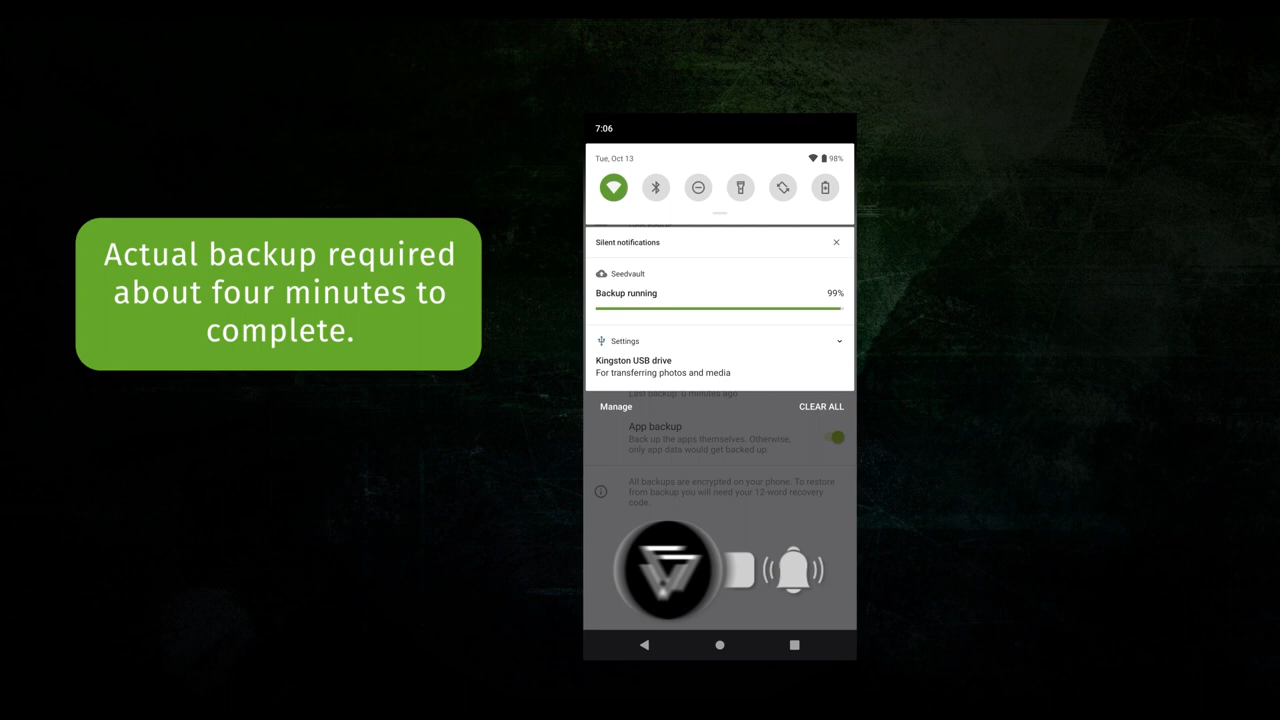 Actual backup required
about four minutes to
complete.
7:06
Tue, Oct 13
98%
Silent notifications
Seedvault
Backup running
99%
Settings
Kingston USB drive
For transferring photos and media
Last backup: 0 minutes ago
Manage
CLEAR ALL
App backup
Back up the apps themselves. Otherwise,
only app data would get backed up.
All backups are encrypted on your phone. To restore
from backup you will need your 12-word recovery
code.